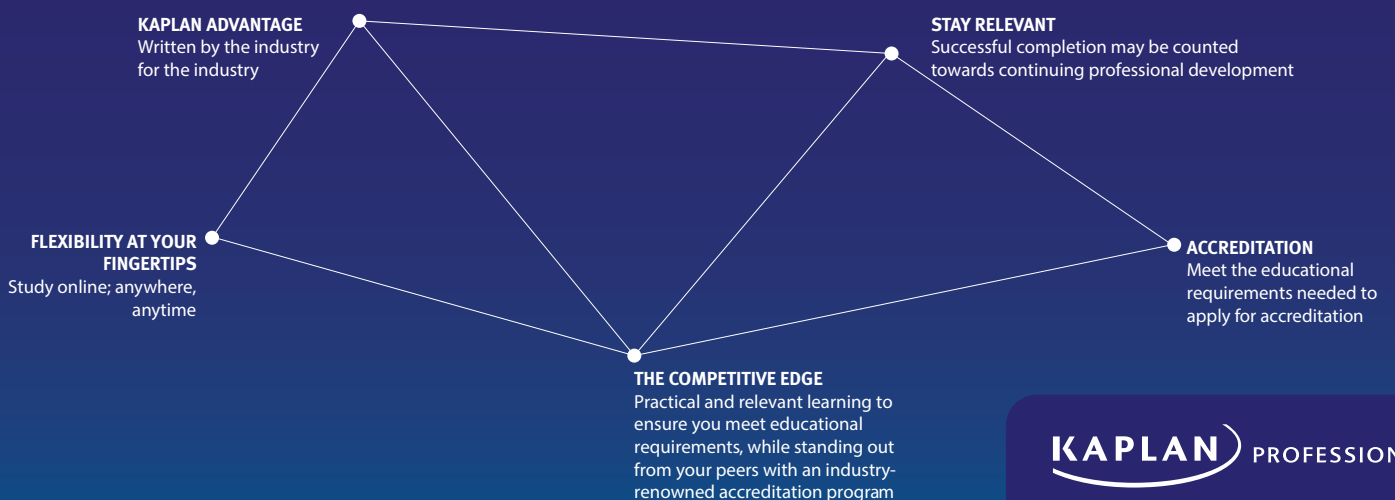 KAPLAN ADVANTAGE
Written by the industry
for the industry
STAY RELEVANT
Successful completion may be counted
towards continuing professional development
FLEXIBILITY AT YOUR
FINGERTIPS
Study online; anywhere,
anytime
ACCREDITATION
Meet the educational
requirements needed to
apply for accreditation
THE COMPETITIVE EDGE
Practical and relevant learning to
ensure you meet educational
requirements, while standing out
from your peers with an industry-
renowned accreditation program
KAPLAN PROFESSION